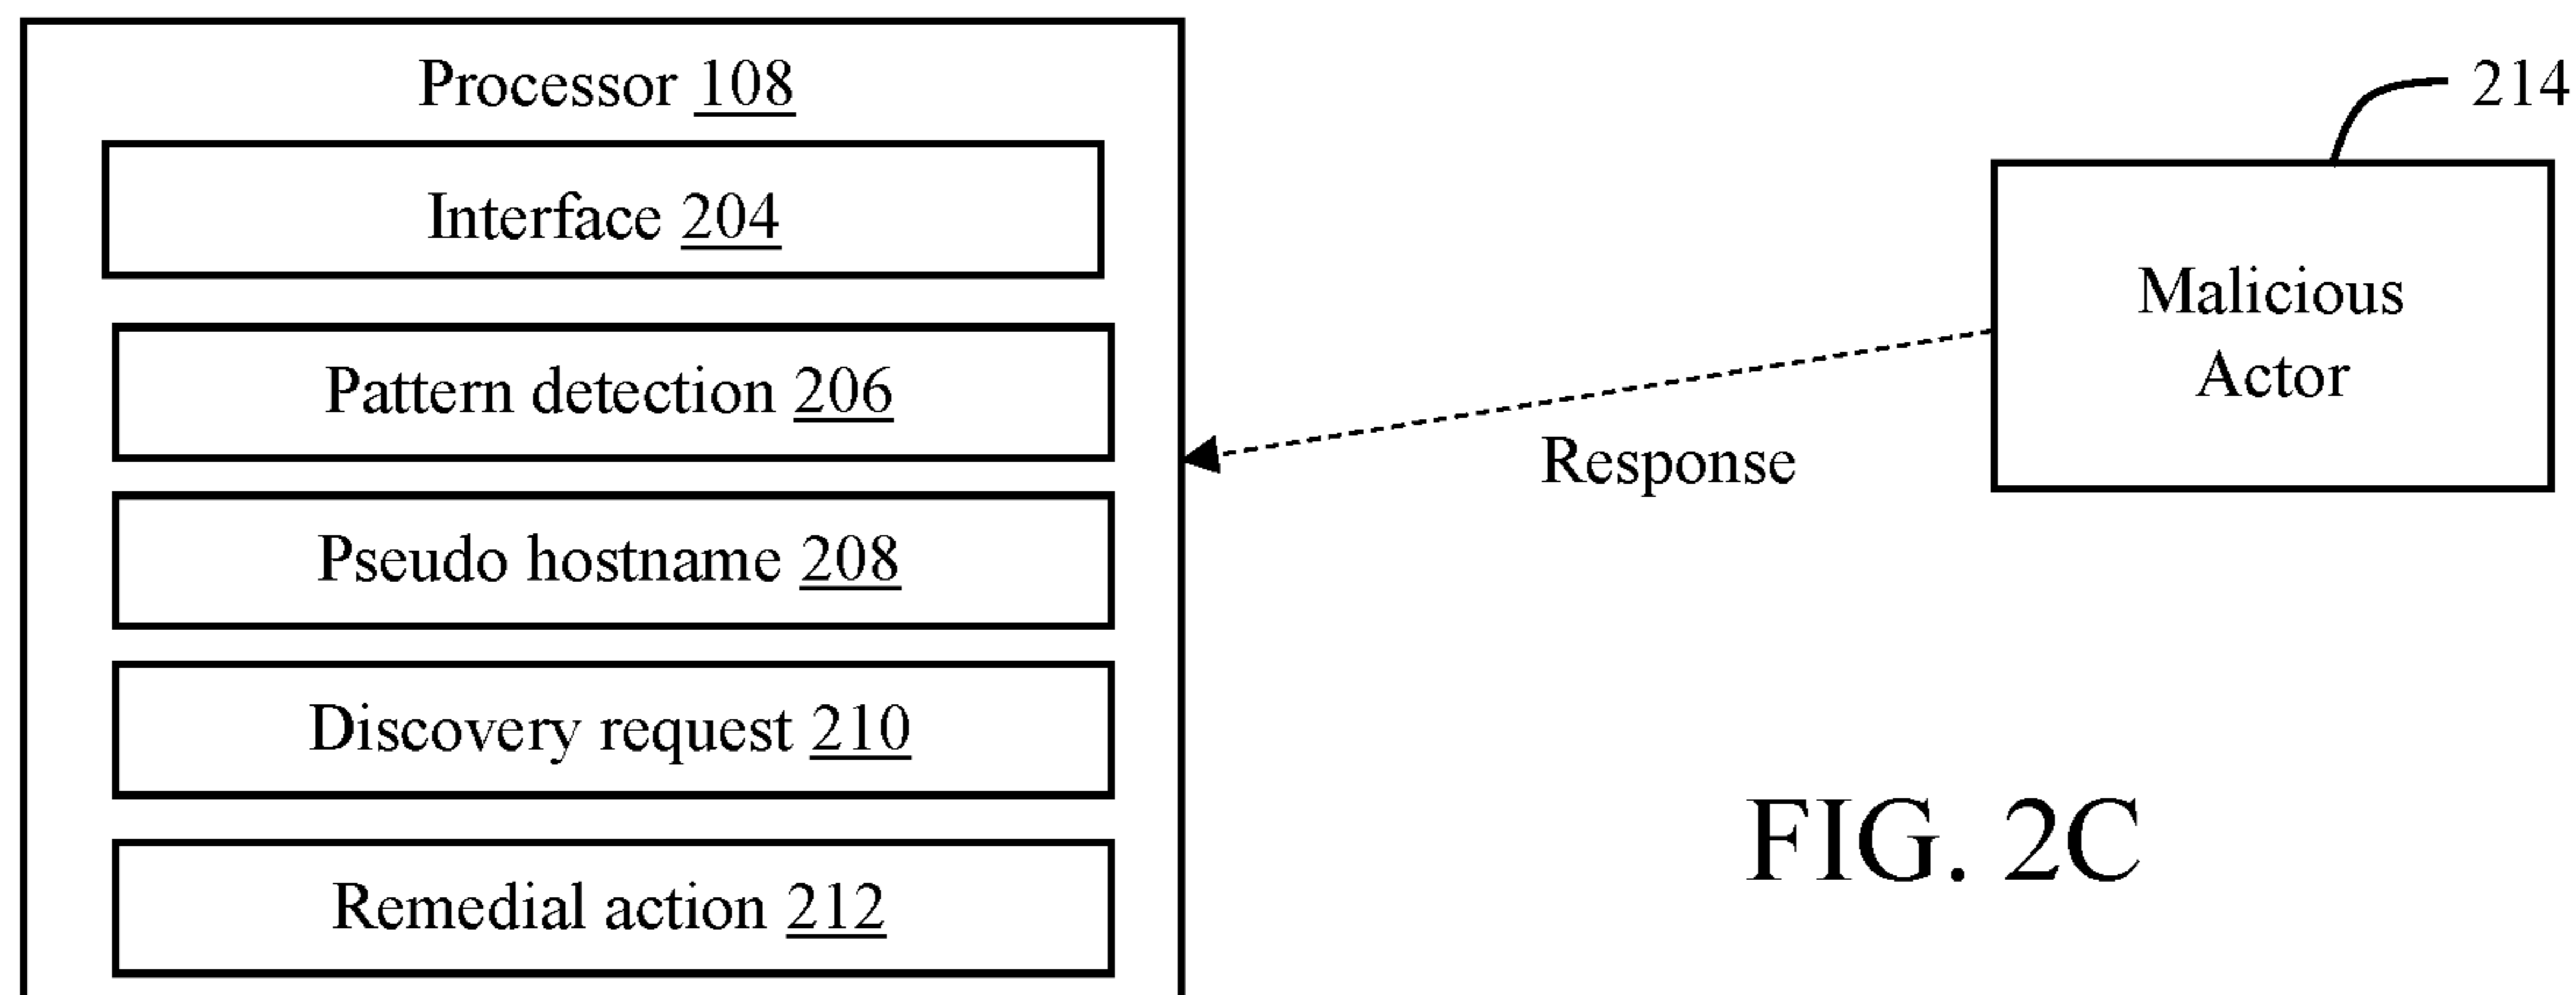 Processor 108
Interface 204
Pattern detection 206
Pseudo hostname 208
Discovery request 210
Remedial action 212
Response
214
Malicious
Actor
FIG. 2C